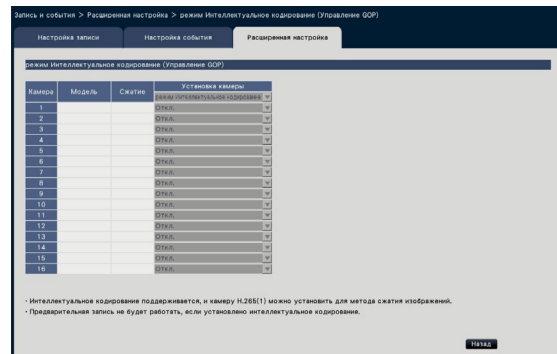 Запись и события > Расширенная настройка > режим Интеллектуальное кодирование (Управление GOP)
Настройка записи Настройка события Расширенная настройка
режим Интеллектуальное кодирование (Управление GOP)
Камера Модель Сжатие Установка камеры
режим Интеллектуальное кодирование
1 Откл.
2 Откл.
3 Откл.
4 Откл.
5 Откл.
6 Откл.
7 Откл.
8 Откл.
9 Откл.
10 Откл.
11 Откл.
12 Откл.
13 Откл.
14 Откл.
15 Откл.
16 Откл.
· Интеллектуальное кодирование поддерживается, и камеру H.265(1) можно установить для метода сжатия изображений.
· Предварительная запись не будет работать, если установлено интеллектуальное кодирование.
Назад